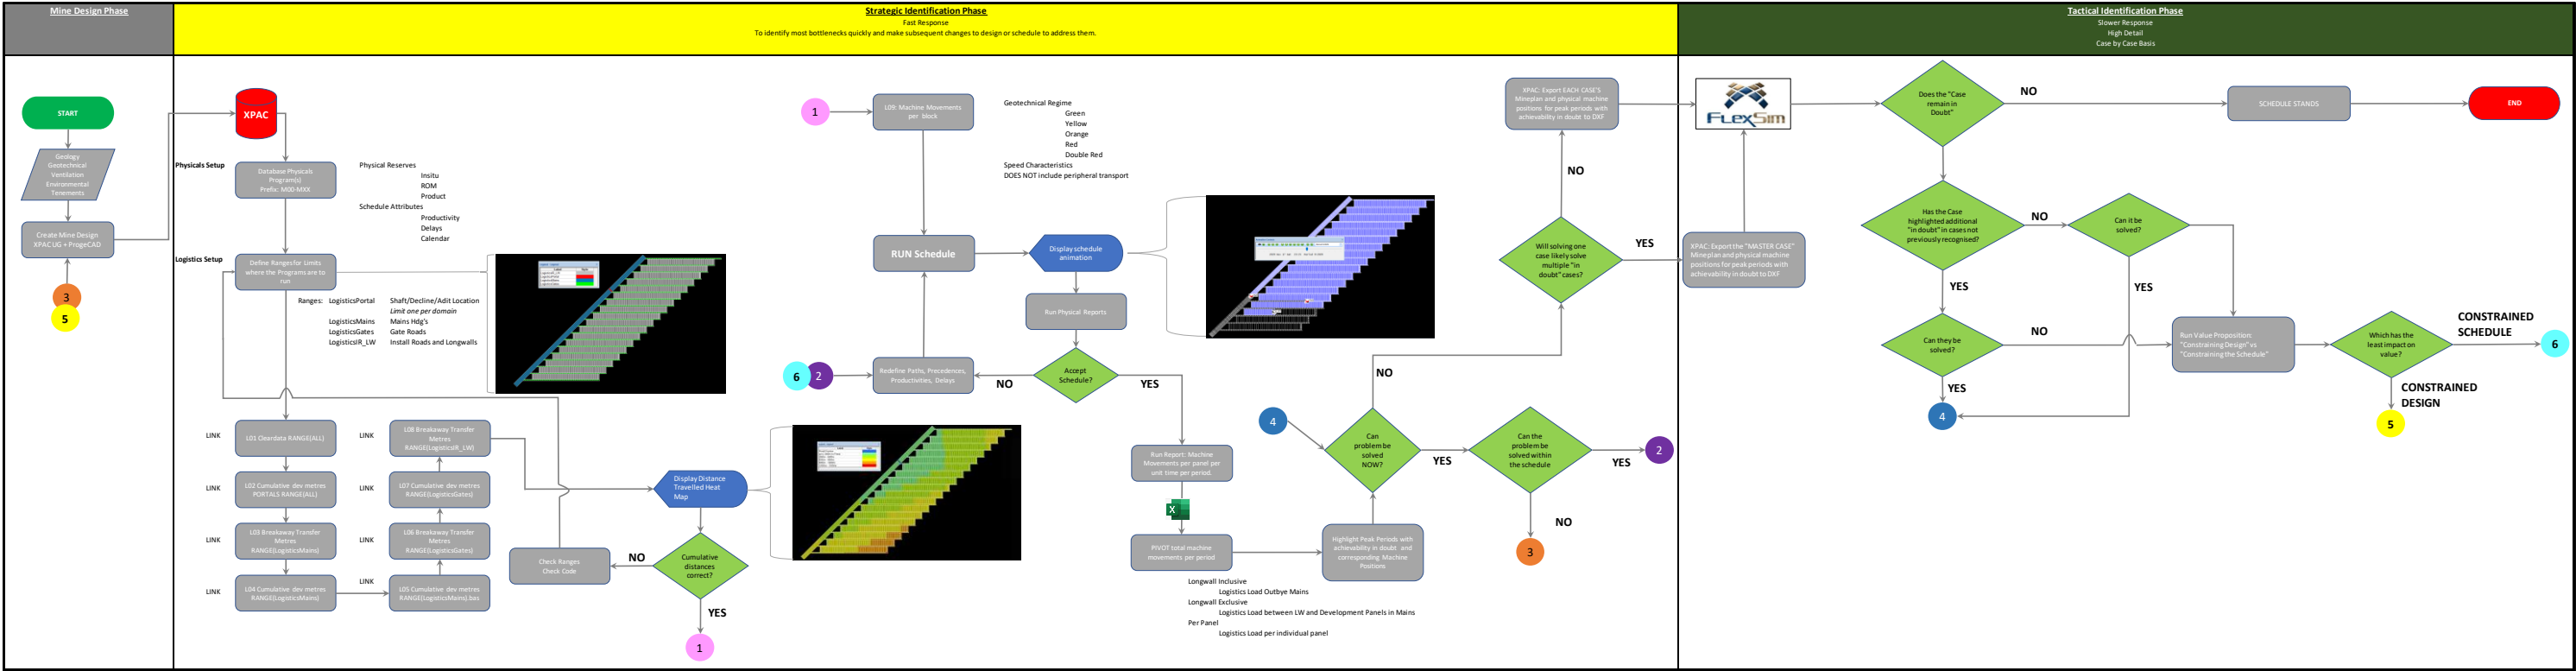 Mine Design Phase
Strategic Identification Phase
Fast Response
To identify most bottlenecks quickly and make subsequent changes to design or schedule to address them.
Tactical Identification Phase
Slower Response
High Detail
Case by Case Basis
START
Geology
Geotechnical
Ventilation
Environmental
Tenements
Create Mine Design
XPAC UG + ProgeCAD
3
5
XPAC
Physicals Setup
Database Physicals
Program(s)
Prefix: M00-MXX
Physical Reserves
Insitu
ROM
Product
Schedule Attributes
Productivity
Delays
Calendar
Logistics Setup
Define Ranges for Limits
where the Programs are to
run
Ranges: LogisticsPortal Shaft/Decline/Adit Location
Limit one per domain
LogisticsMains Mains Hdg's
LogisticsGates Gate Roads
LogisticsIR_LW Install Roads and Longwalls
LINK
L01 Cleardata RANGE(ALL)
LINK
L02 Cumulative dev metres
PORTALS RANGE(ALL)
LINK
L03 Breakaway Transfer
Metres
RANGE(LogisticsMains)
LINK
L04 Cumulative dev metres
RANGE(LogisticsMains)
LINK
L05 Cumulative dev metres
RANGE(LogisticsMains).bas
LINK
L06 Breakaway Transfer
Metres
RANGE(LogisticsGates)
LINK
L07 Cumulative dev metres
RANGE(LogisticsGates)
LINK
L08 Breakaway Transfer
Metres
RANGE(LogisticsIR_LW)
Display Distance
Travelled Heat
Map
Cumulative
distances
correct?
NO
Check Ranges
Check Code
YES
1
1
L09: Machine Movements
per block
Geotechnical Regime
Green
Yellow
Orange
Red
Double Red
Speed Characteristics
DOES NOT include peripheral transport
RUN Schedule
Display schedule
animation
Run Physical Reports
Accept
Schedule?
NO
Redefine Paths, Precedences,
Productivities, Delays
6
2
YES
Run Report: Machine
Movements per panel per
unit time per period.
X
PIVOT total machine
movements per period
Longwall Inclusive
Logistics Load Outbye Mains
Longwall Exclusive
Logistics Load between LW and Development Panels in Mains
Per Panel
Logistics Load per individual panel
Highlight Peak Periods with
achievability in doubt and
corresponding Machine
Positions
4
Can
problem be
solved
NOW?
YES
Can the
problem be
solved within
the schedule
YES
2
NO
3
NO
Will solving one
case likely solve
multiple "in
doubt" cases?
NO
XPAC: Export EACH CASE'S
Mineplan and physical machine
positions for peak periods with
achievability in doubt to DXF
YES
XPAC: Export the "MASTER CASE"
Mineplan and physical machine
positions for peak periods with
achievability in doubt to DXF
FLEXSIM
Does the "Case
remain in
Doubt"
NO
SCHEDULE STANDS
END
Has the Case
highlighted additional
"in doubt" in cases not
previously recognised?
NO
Can it be
solved?
YES
YES
Can they be
solved?
NO
YES
4
Run Value Proposition:
"Constraining Design" vs
"Constraining the Schedule"
Which has the
least impact on
value?
CONSTRAINED
SCHEDULE
6
CONSTRAINED
DESIGN
5